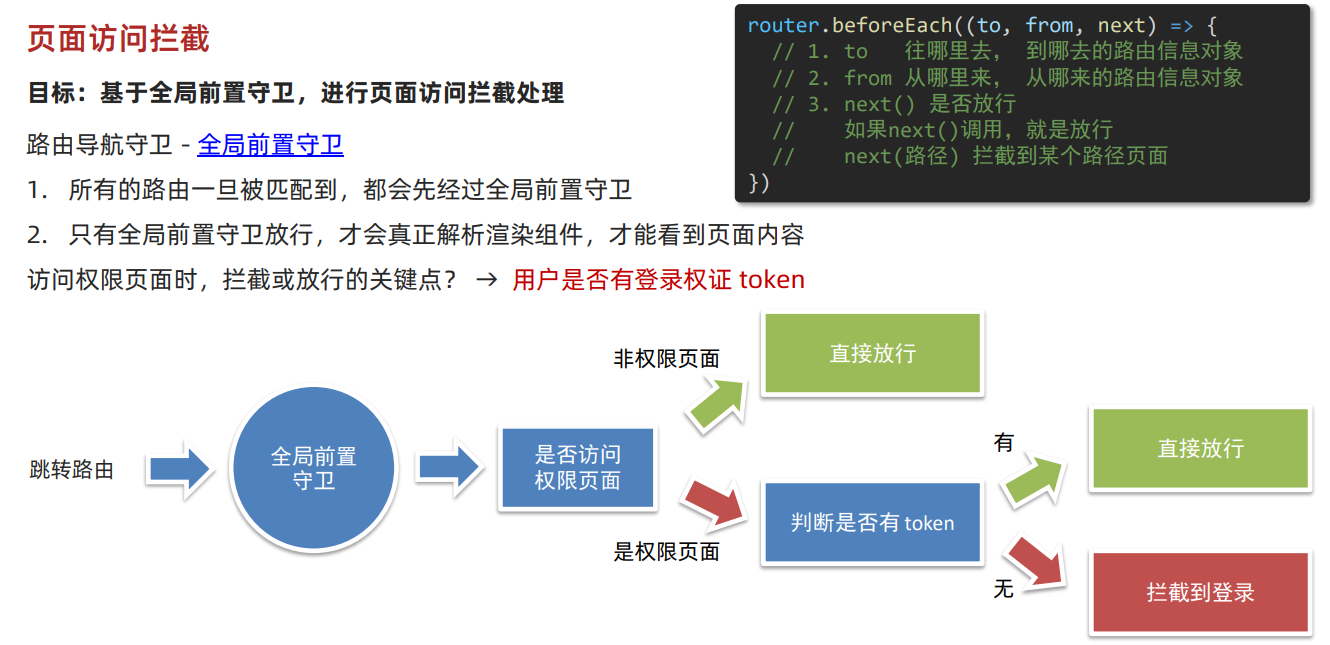 页面访问拦截
目标：基于全局前置守卫，进行页面访问拦截处理
路由导航守卫 - 全局前置守卫
1. 所有的路由一旦被匹配到，都会先经过全局前置守卫
2. 只有全局前置守卫放行，才会真正解析渲染组件，才能看到页面内容
访问权限页面时，拦截或放行的关键点？ → 用户是否有登录权证 token
router.beforeEach((to, from, next) => {
// 1. to 往哪里去， 到哪去的路由信息对象
// 2. from 从哪里来， 从哪来的路由信息对象
// 3. next() 是否放行
// 如果next()调用，就是放行
// next(路径) 拦截到某个路径页面
})
跳转路由
全局前置
守卫
是否访问
权限页面
非权限页面
直接放行
是权限页面
判断是否有 token
有
直接放行
无
拦截到登录